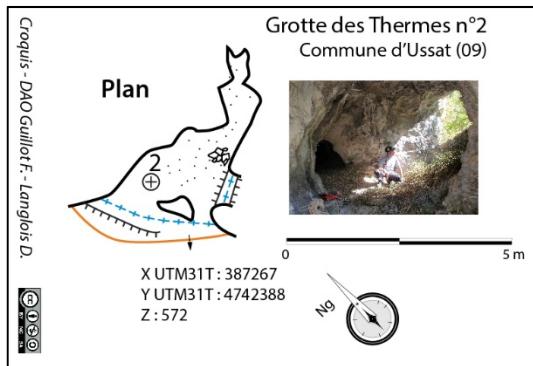 Grotte des Thermes n°2
Commune d'Ussat (09)
Plan
2
Croquis - DAO Guillot F. - Langlois D.
0
5 m
X UTM31T : 387267
Y UTM31T : 4742388
Z : 572
Ng